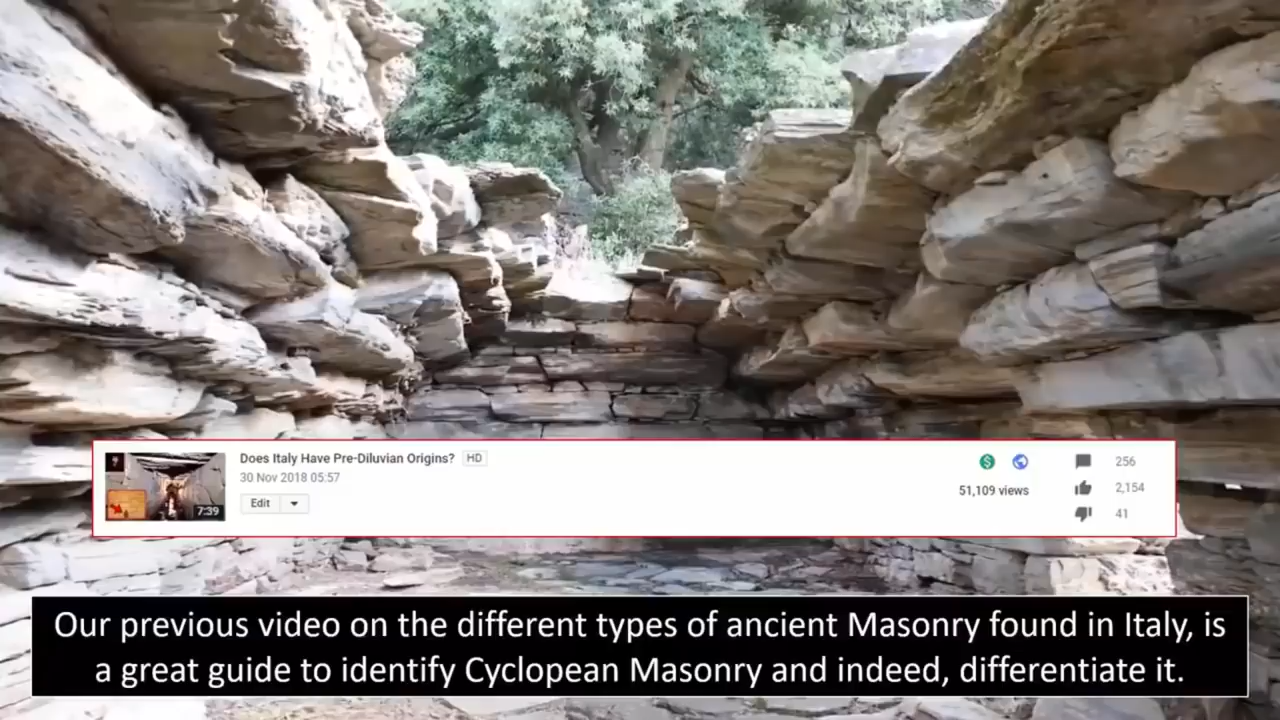 Does Italy Have Pre-Diluvian Origins? HD
30 Nov 2018 05:57
Edit
7:39
51,109 views
256
2,154
41
Our previous video on the different types of ancient Masonry found in Italy, is
a great guide to identify Cyclopean Masonry and indeed, differentiate it.